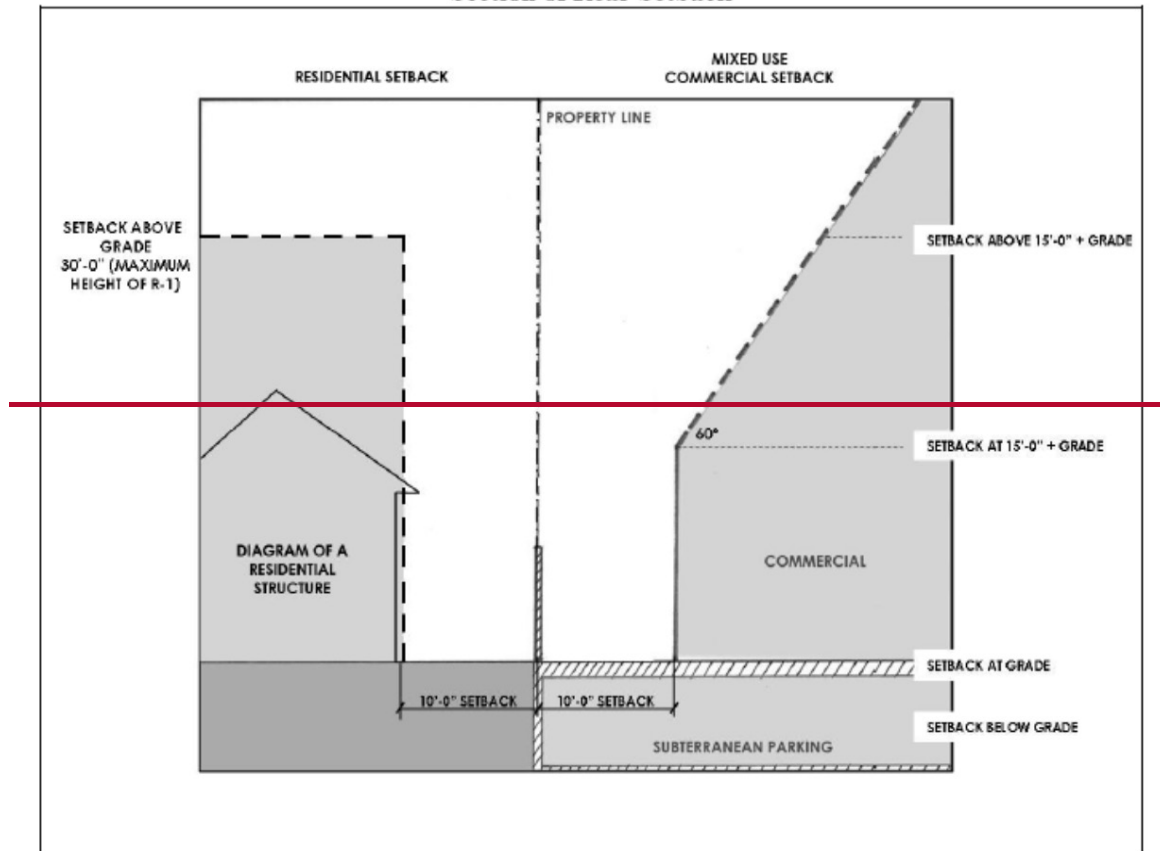 RESIDENTIAL SETBACK
MIXED USE
COMMERCIAL SETBACK
PROPERTY LINE
SETBACK ABOVE
GRADE
30'-0" (MAXIMUM
HEIGHT OF R-1)
SETBACK ABOVE 15'-0" + GRADE
60°
SETBACK AT 15'-0" + GRADE
DIAGRAM OF A
RESIDENTIAL
STRUCTURE
COMMERCIAL
SETBACK AT GRADE
10'-0" SETBACK
10'-0" SETBACK
SETBACK BELOW GRADE
SUBTERRANEAN PARKING